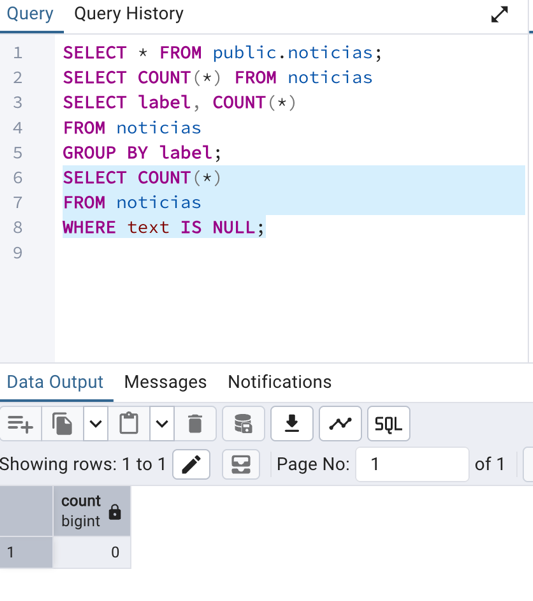 Query Query History
1 SELECT * FROM public.noticias;
2 SELECT COUNT(*) FROM noticias
3 SELECT label, COUNT(*)
4 FROM noticias
5 GROUP BY label;
6 SELECT COUNT(*)
7 FROM noticias
8 WHERE text IS NULL;
9
Data Output Messages Notifications
SQL
Showing rows: 1 to 1 Page No: 1 of 1
count
bigint
1 0